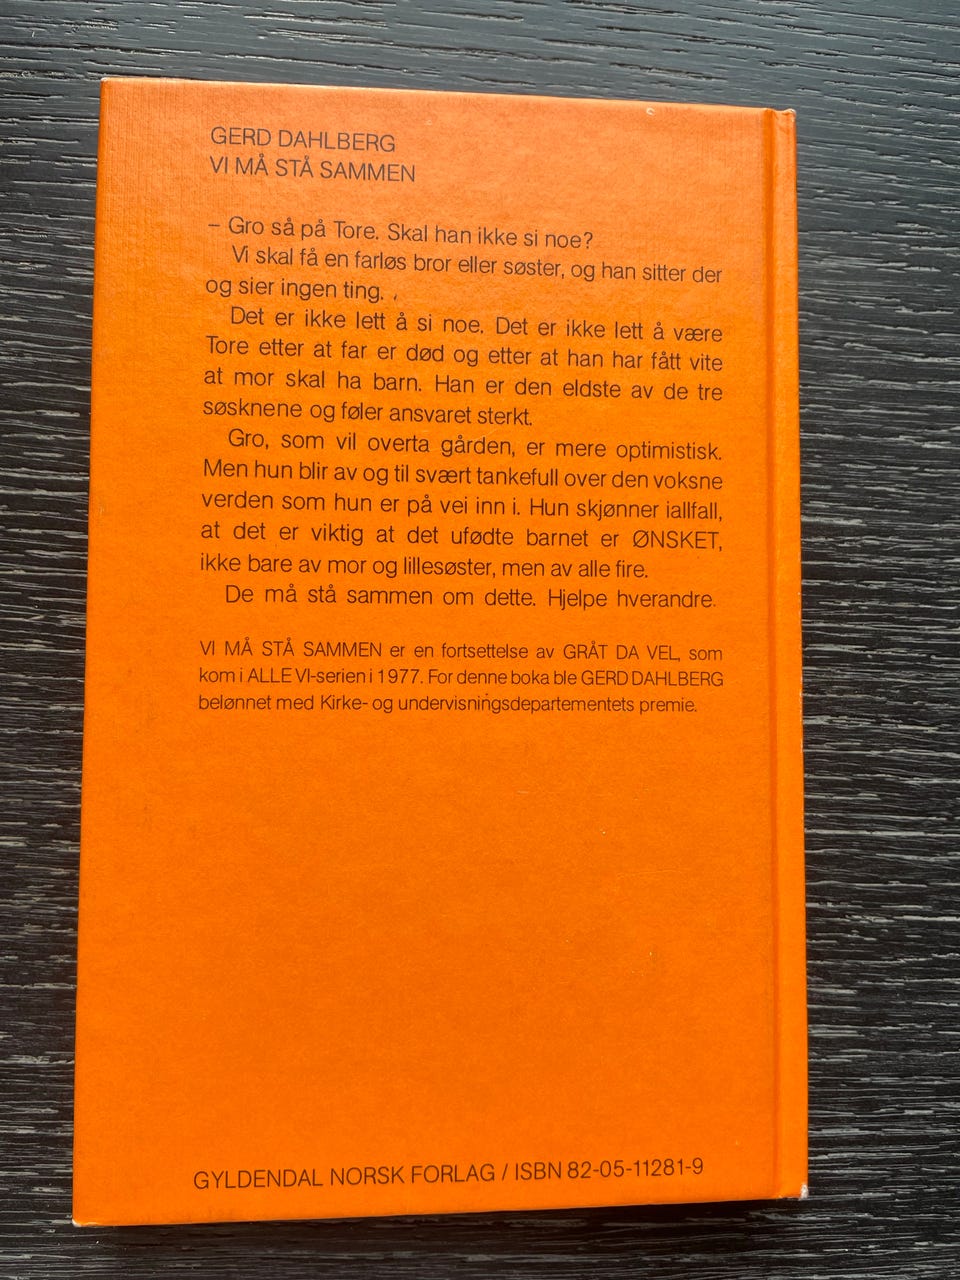 GERD DAHLBERG
VI MÅ STÅ SAMMEN
– Gro så på Tore. Skal han ikke si noe?
Vi skal få en farløs bror eller søster, og han sitter der
og sier ingen ting.
Det er ikke lett å si noe. Det er ikke lett å være
Tore etter at far er død og etter at han har fått vite
at mor skal ha barn. Han er den eldste av de tre
søsknene og føler ansvaret sterkt.
Gro, som vil overta gården, er mere optimistisk.
Men hun blir av og til svært tankefull over den voksne
verden som hun er på vei inn i. Hun skjønner iallfall,
at det er viktig at det ufødte barnet er ØNSKET,
ikke bare av mor og lillesøster, men av alle fire.
De må stå sammen om dette. Hjelpe hverandre.
VI MÅ STÅ SAMMEN er en fortsettelse av GRÅT DA VEL, som
kom i ALLE VI-serien i 1977. For denne boka ble GERD DAHLBERG
belønnet med Kirke- og undervisningsdepartementets premie.
GYLDENDAL NORSK FORLAG / ISBN 82-05-11281-9